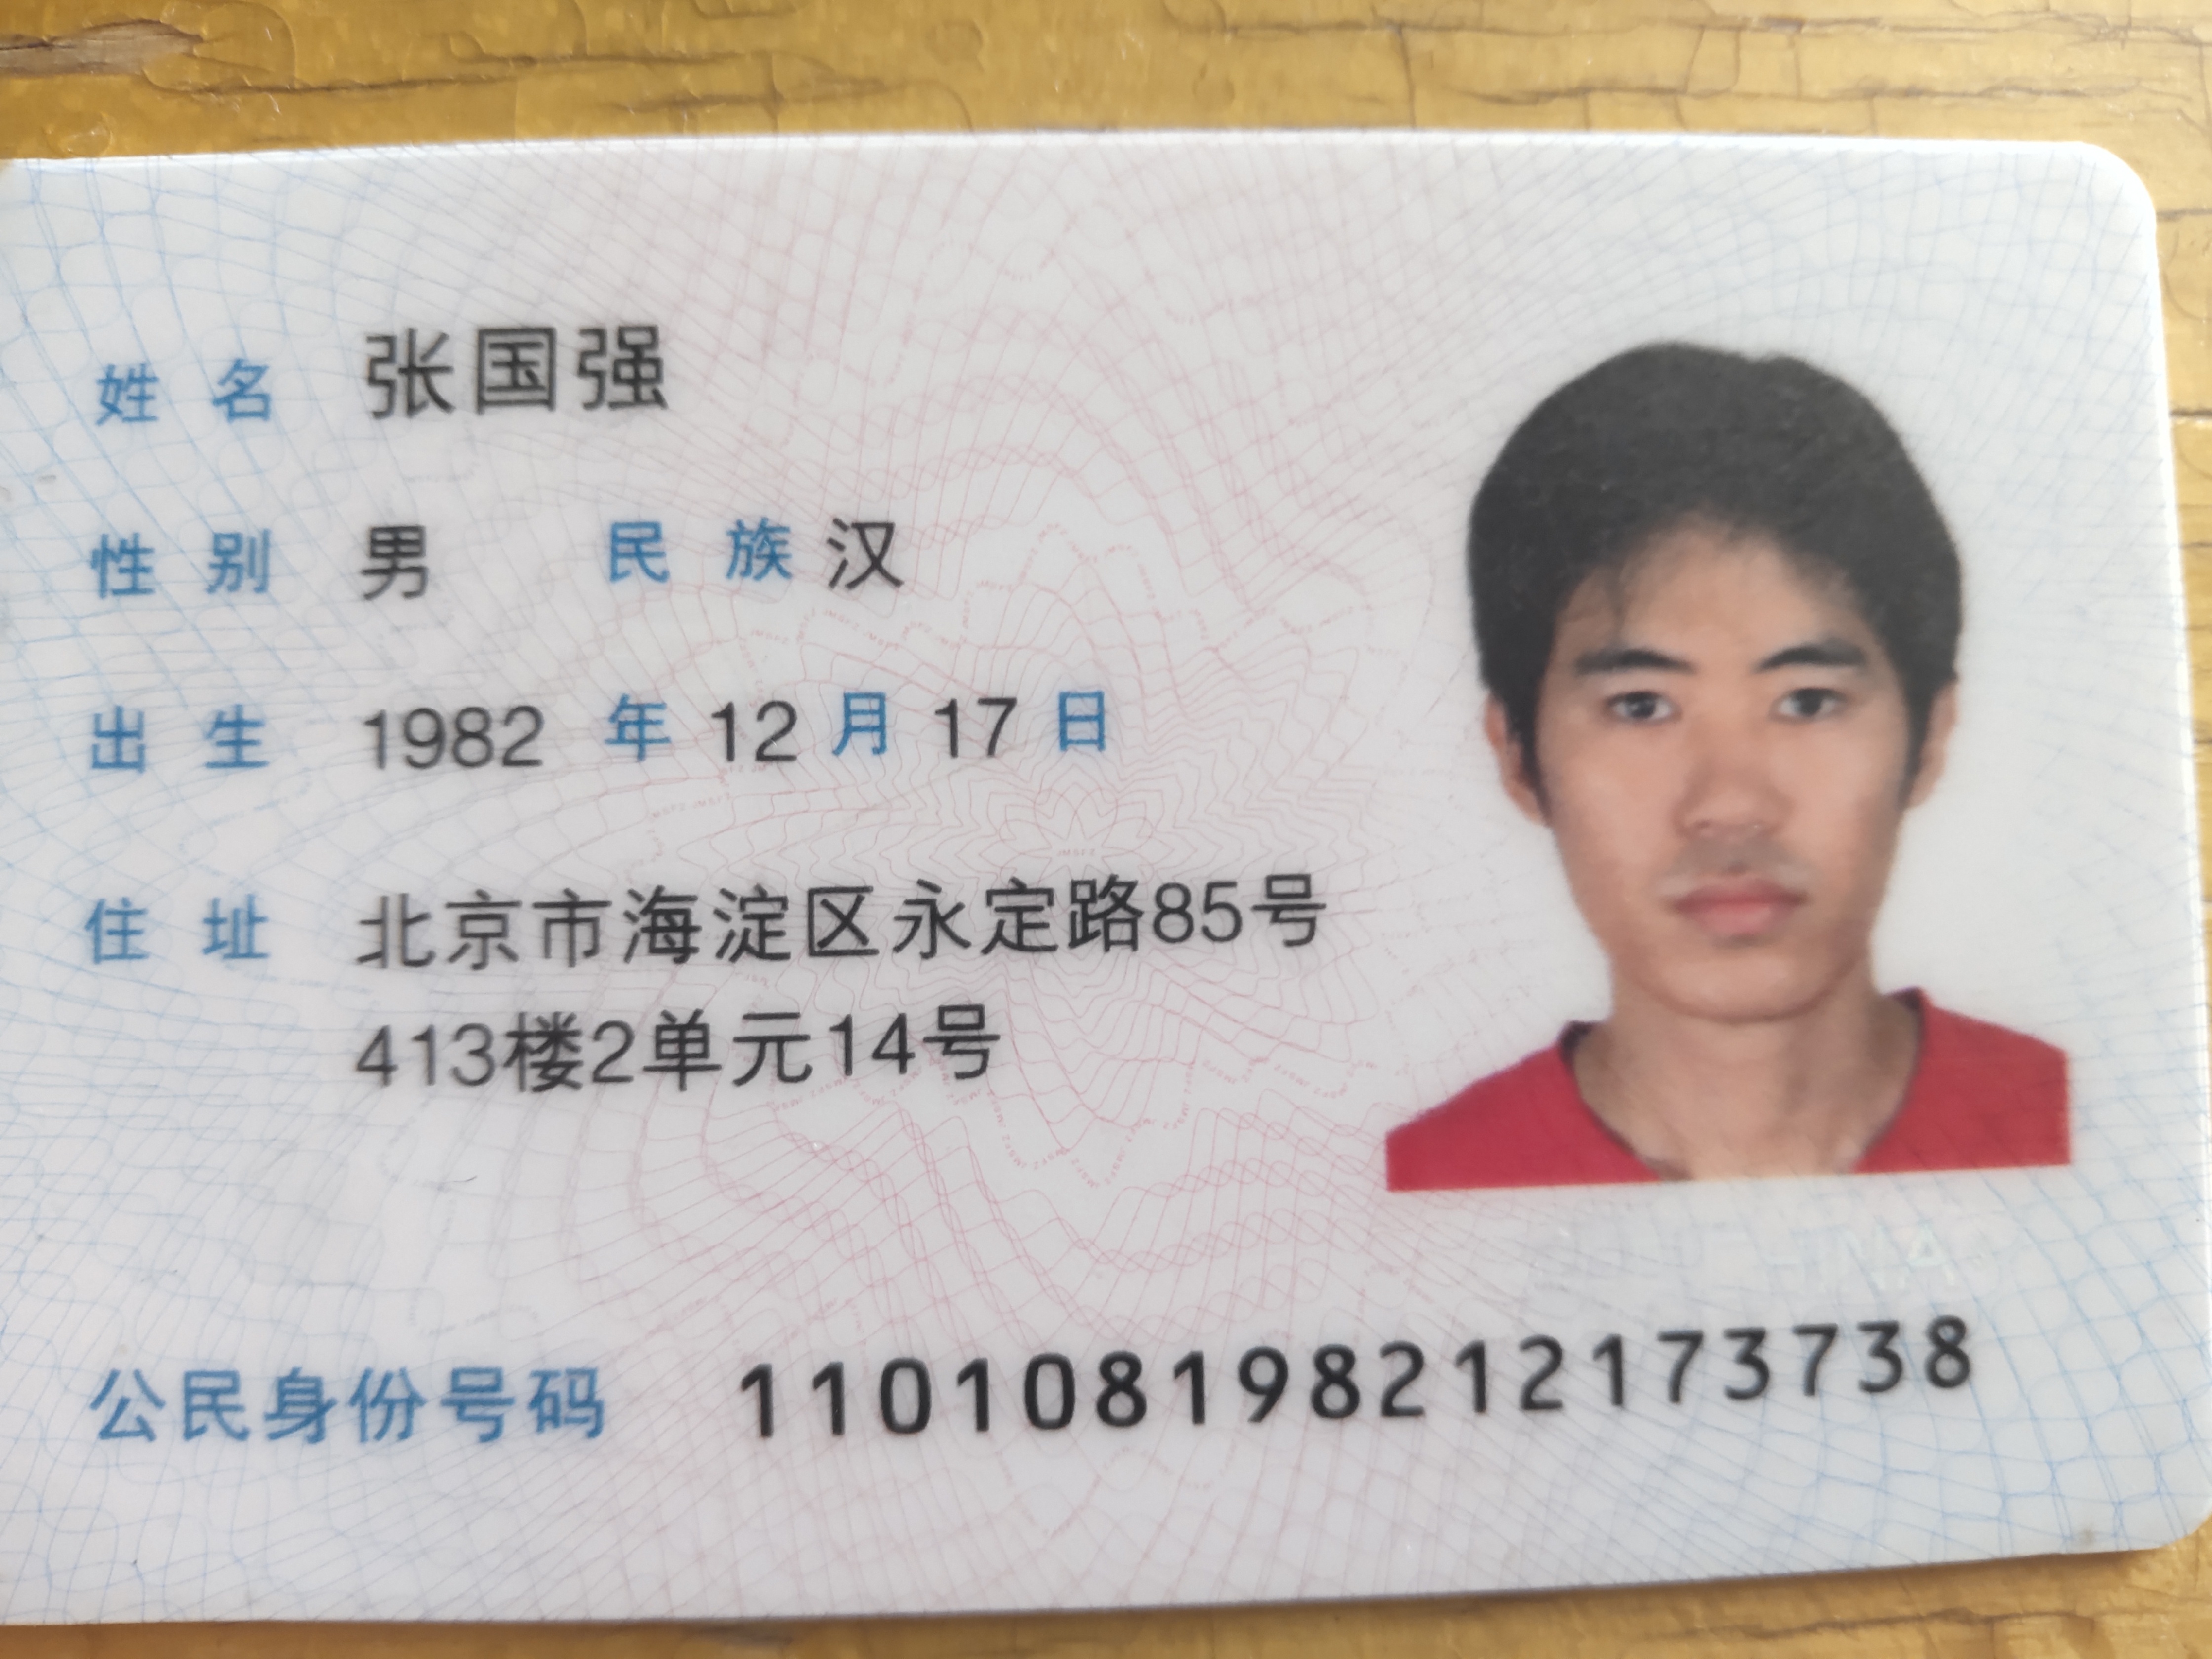 姓名 张国强
性别 男 民族 汉
出生 1982 年 12 月 17 日
住址 北京市海淀区永定路85号
413楼2单元14号
CHINA
公民身份号码 110108198212173738